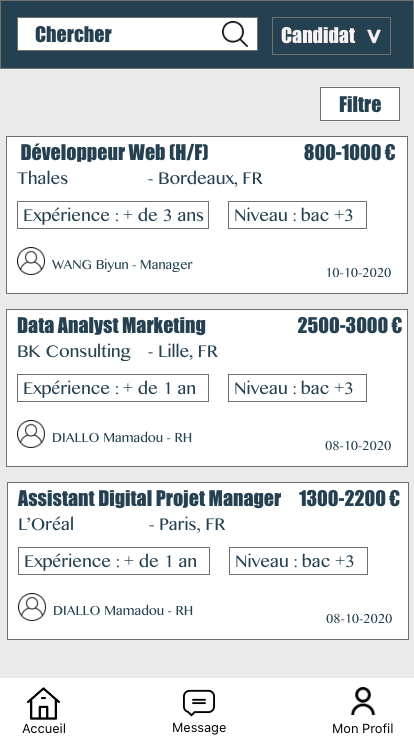 Chercher
Candidat v
Filtre
Développeur Web (H/F) 800-1000 €
Thales - Bordeaux, FR
Expérience : + de 3 ans Niveau : bac +3
WANG Biyun - Manager
10-10-2020
Data Analyst Marketing 2500-3000 €
BK Consulting - Lille, FR
Expérience : + de 1 an Niveau : bac +3
DIALLO Mamadou - RH
08-10-2020
Assistant Digital Projet Manager 1300-2200 €
L’Oréal - Paris, FR
Expérience : + de 1 an Niveau : bac +3
DIALLO Mamadou - RH
08-10-2020
Accueil Message Mon Profil